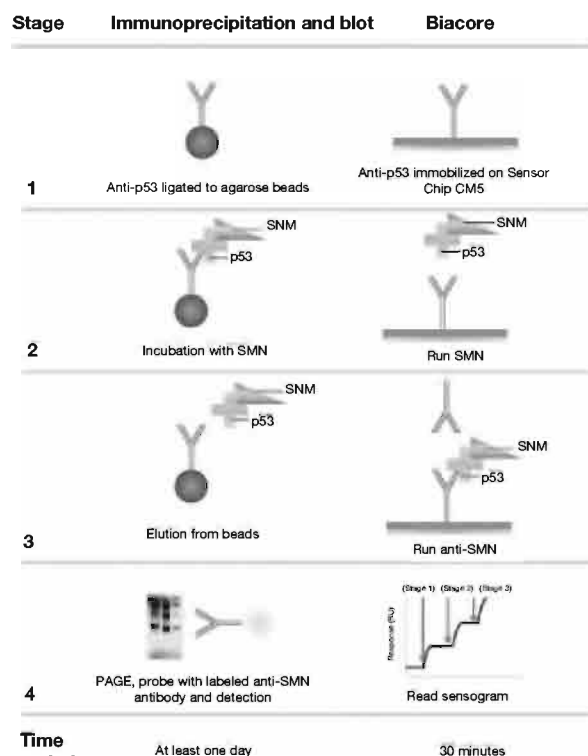 Stage Immunoprecipitation and blot Biacore
1
Anti-p53 ligated to agarose beads
Anti-p53 immobilized on Sensor
Chip CM5
SNM
p53
SNM
p53
2
Incubation with SMN
Run SMN
SNM
p53
SNM
p53
3
Elution from beads
Run anti-SMN
(Stage 1) (Stage 2) (Stage 3)
Response (RU)
4
PAGE, probe with labeled anti-SMN
antibody and detection
Read sensogram
Time
At least one day
30 minutes